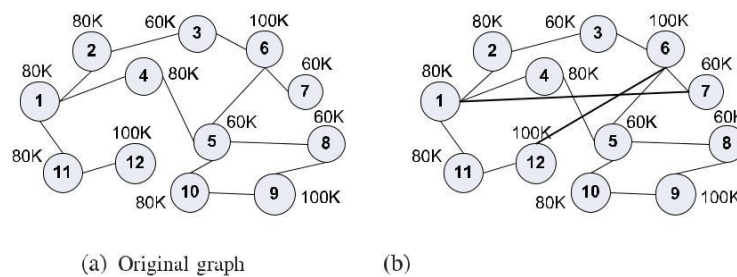 80K 60K 100K 80K 60K 100K
2 3 6 2 3 6
80K 4 80K 60K 80K 4 80K 60K
1 7 1 7
100K 60K 60K 100K 60K 60K
80K 11 12 5 8 80K 11 12 5 8
80K 10 9 100K 80K 10 9 100K
(a) Original graph (b)